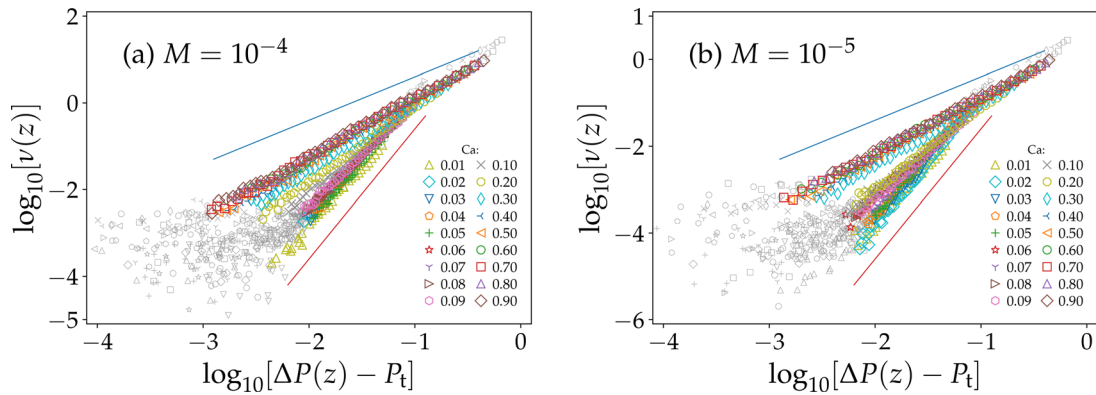 (a) M = 10⁻⁴
log₁₀[ν(z)]
2
0
−2
−4
−5
Ca:
0.01 0.10
0.02 0.20
0.03 0.30
0.04 0.40
0.05 0.50
0.06 0.60
0.07 0.70
0.08 0.80
0.09 0.90
−4 −3 −2 −1 0
log₁₀[ΔP(z) − Pₜ]
(b) M = 10⁻⁵
log₁₀[ν(z)]
1
0
−2
−4
−6
Ca:
0.01 0.10
0.02 0.20
0.03 0.30
0.04 0.40
0.05 0.50
0.06 0.60
0.07 0.70
0.08 0.80
0.09 0.90
−4 −3 −2 −1 0
log₁₀[ΔP(z) − Pₜ]